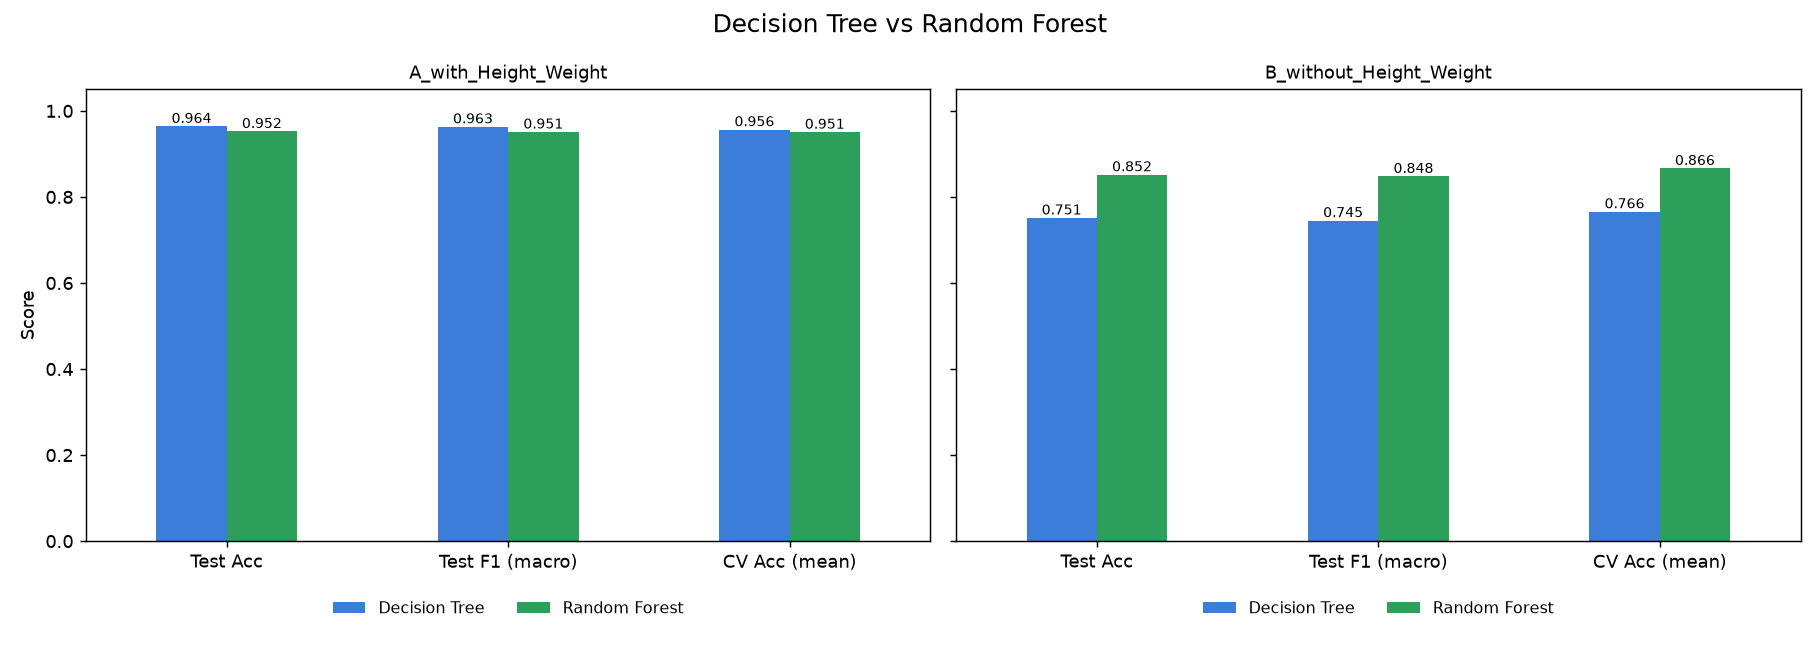 Decision Tree vs Random Forest
A_with_Height_Weight
Score
1.0
0.8
0.6
0.4
0.2
0.0
0.964
0.952
0.963
0.951
0.956
0.951
Test Acc
Test F1 (macro)
CV Acc (mean)
Decision Tree
Random Forest
B_without_Height_Weight
0.751
0.852
0.745
0.848
0.766
0.866
Test Acc
Test F1 (macro)
CV Acc (mean)
Decision Tree
Random Forest